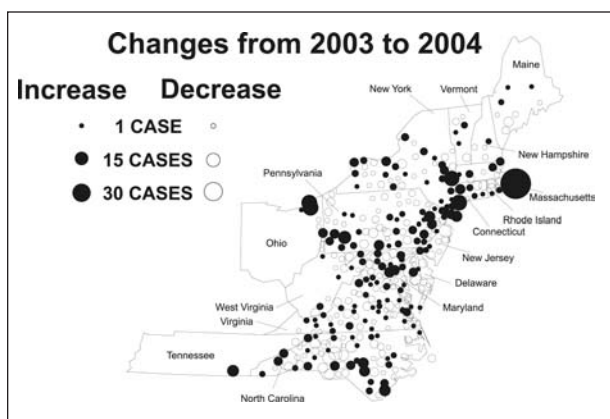 Changes from 2003 to 2004
Increase Decrease
1 CASE
15 CASES
30 CASES
Maine
New York
Vermont
New Hampshire
Pennsylvania
Massachusetts
Rhode Island
Connecticut
Ohio
New Jersey
Delaware
West Virginia
Maryland
Virginia
Tennessee
North Carolina